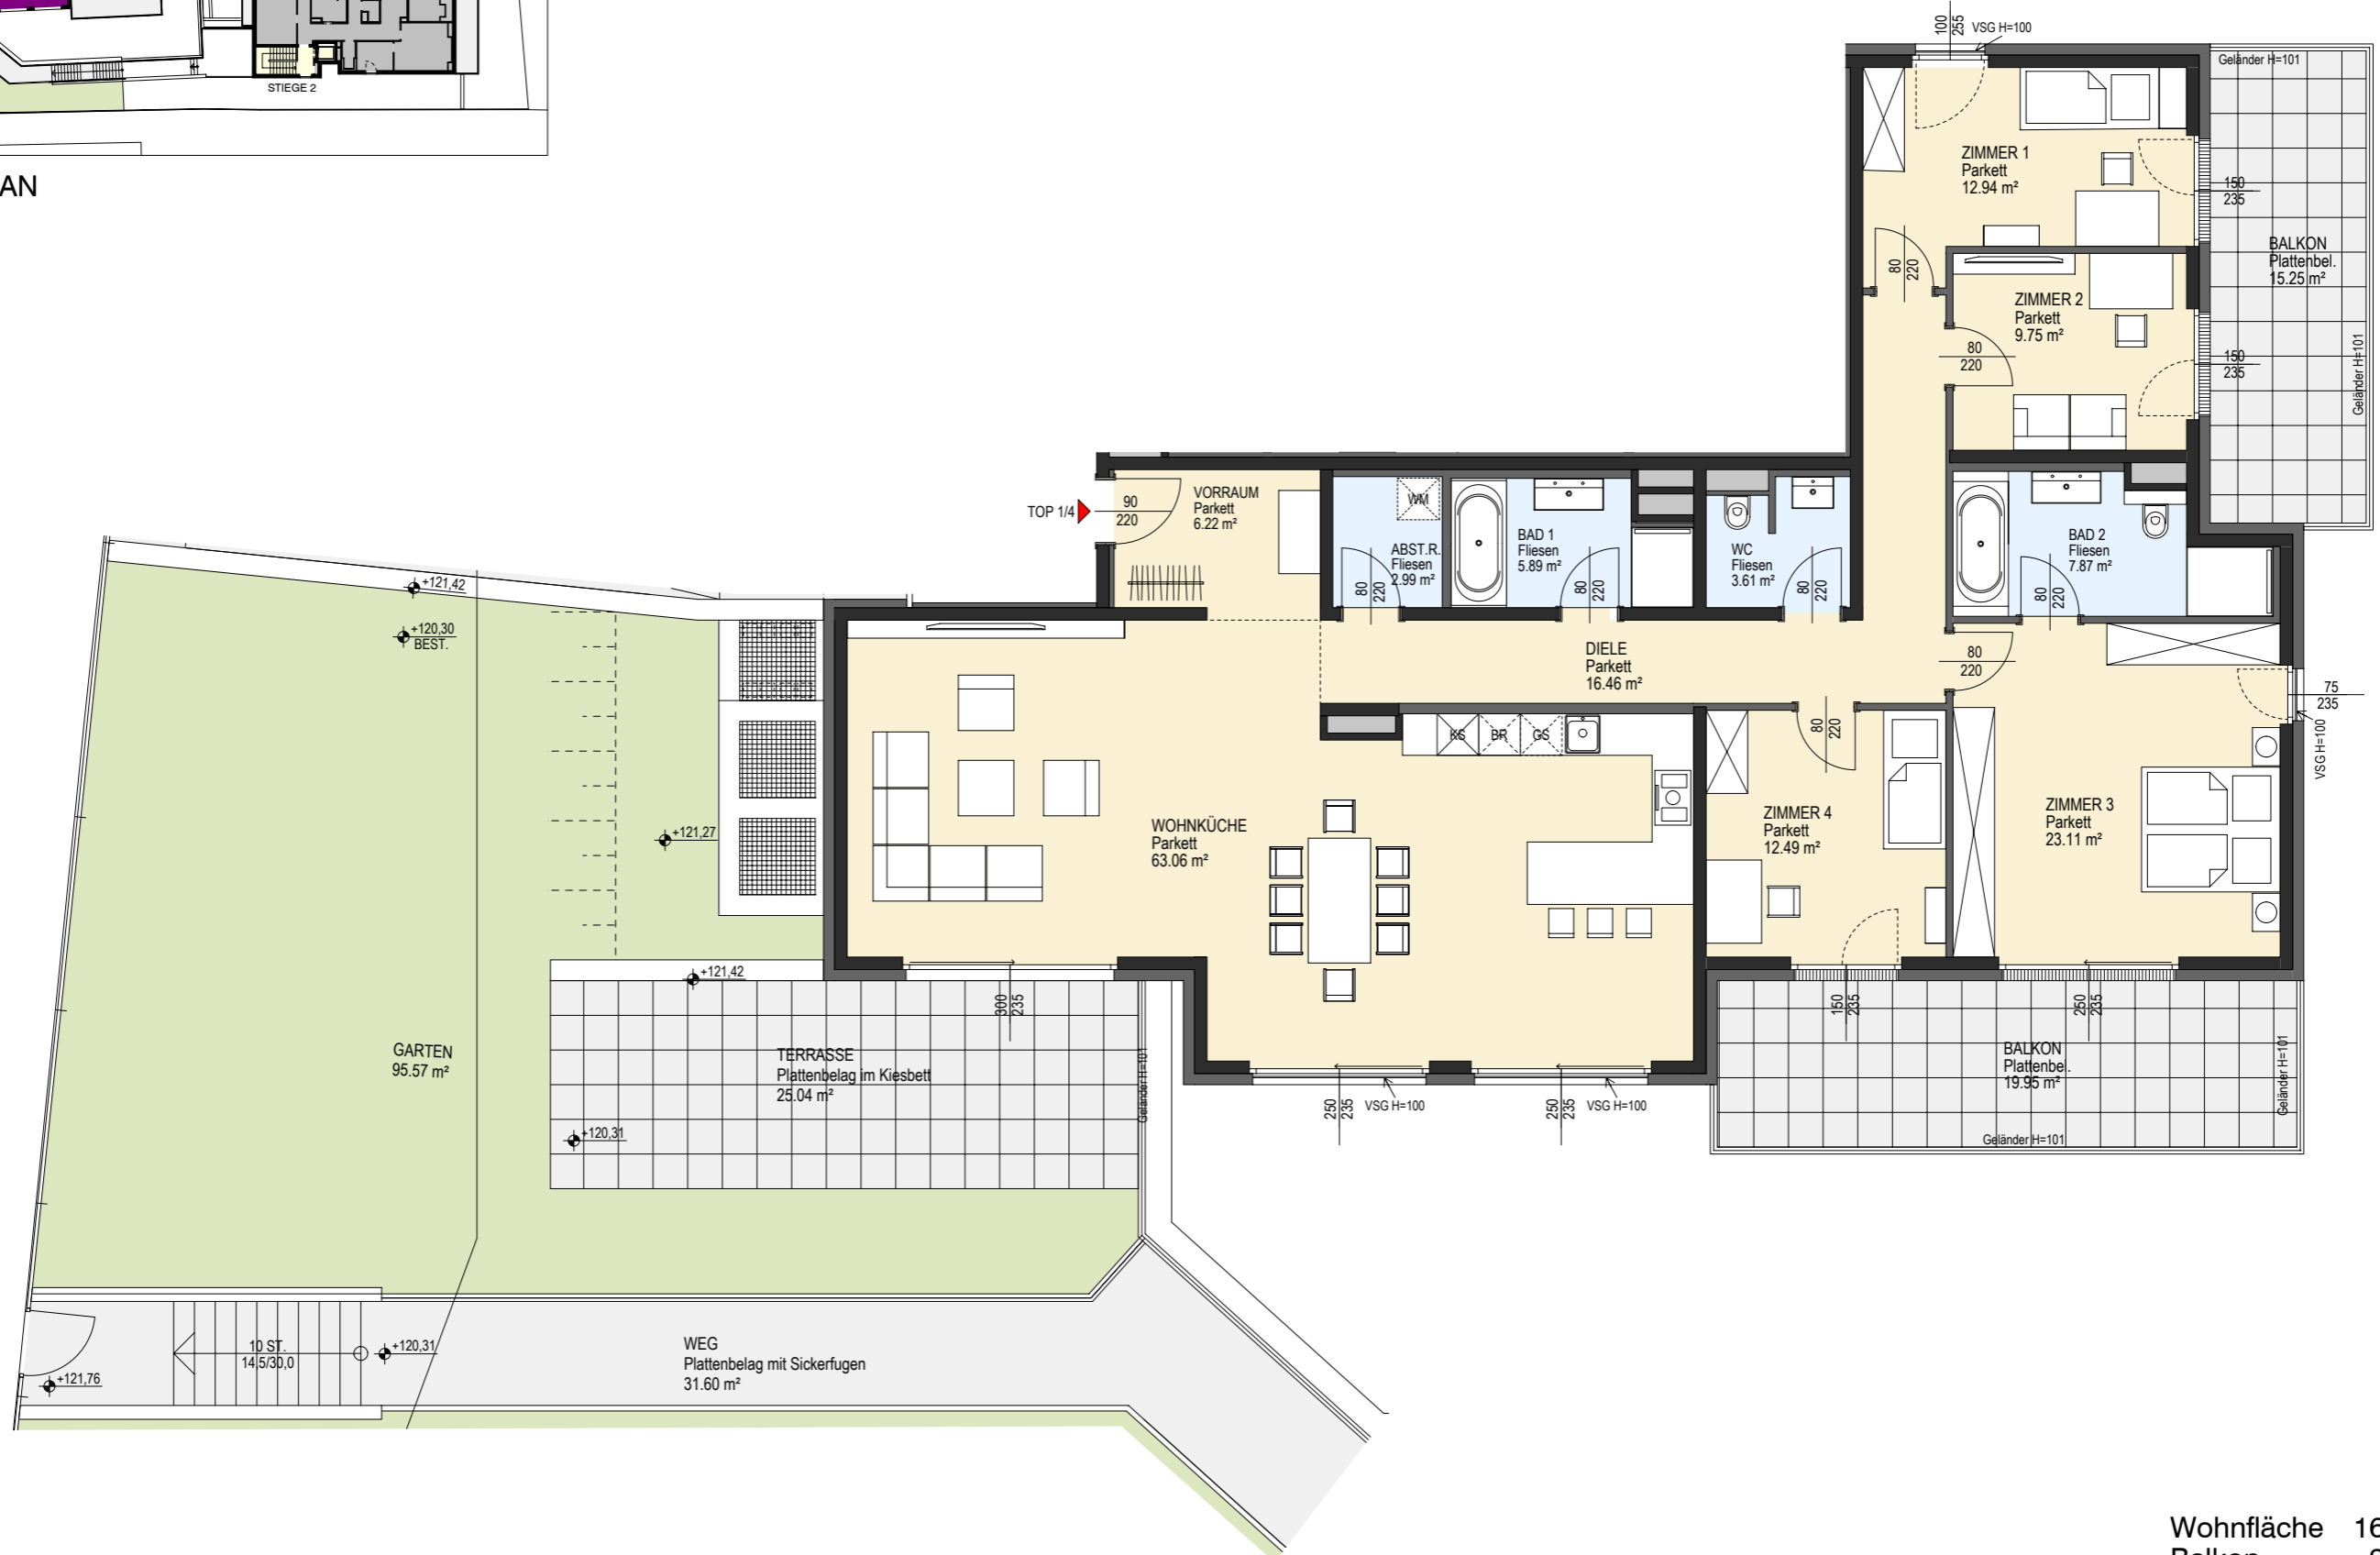 STIEGE 2
AN
100
255
VSG H=100
Geländer H=101
ZIMMER 1
Parkett
12.94 m²
150
235
BALKON
Plattenbel.
15.25 m²
80
220
ZIMMER 2
Parkett
9.75 m²
80
220
150
235
Geländer H=101
TOP 1/4
90
220
VORRAUM
Parkett
6.22 m²
WM
ABST.R.
Fliesen
2.99 m²
80
220
BAD 1
Fliesen
5.89 m²
80
220
WC
Fliesen
3.61 m²
80
220
BAD 2
Fliesen
7.87 m²
80
220
+121,42
+120,30
BEST.
DIELE
Parkett
16.46 m²
80
220
75
235
VSG H=100
KS
BR
GS
80
220
+121,27
WOHNKÜCHE
Parkett
63.06 m²
ZIMMER 4
Parkett
12.49 m²
ZIMMER 3
Parkett
23.11 m²
+121,42
300
235
150
235
250
235
GARTEN
95.57 m²
TERRASSE
Plattenbelag im Kiesbett
25.04 m²
Geländer H=101
+120,31
250
235
VSG H=100
250
235
VSG H=100
BALKON
Plattenbel.
19.95 m²
Geländer H=101
Geländer H=101
10 ST.
14,5/30,0
+120,31
+121,76
WEG
Plattenbelag mit Sickerfugen
31.60 m²
Wohnfläche 16